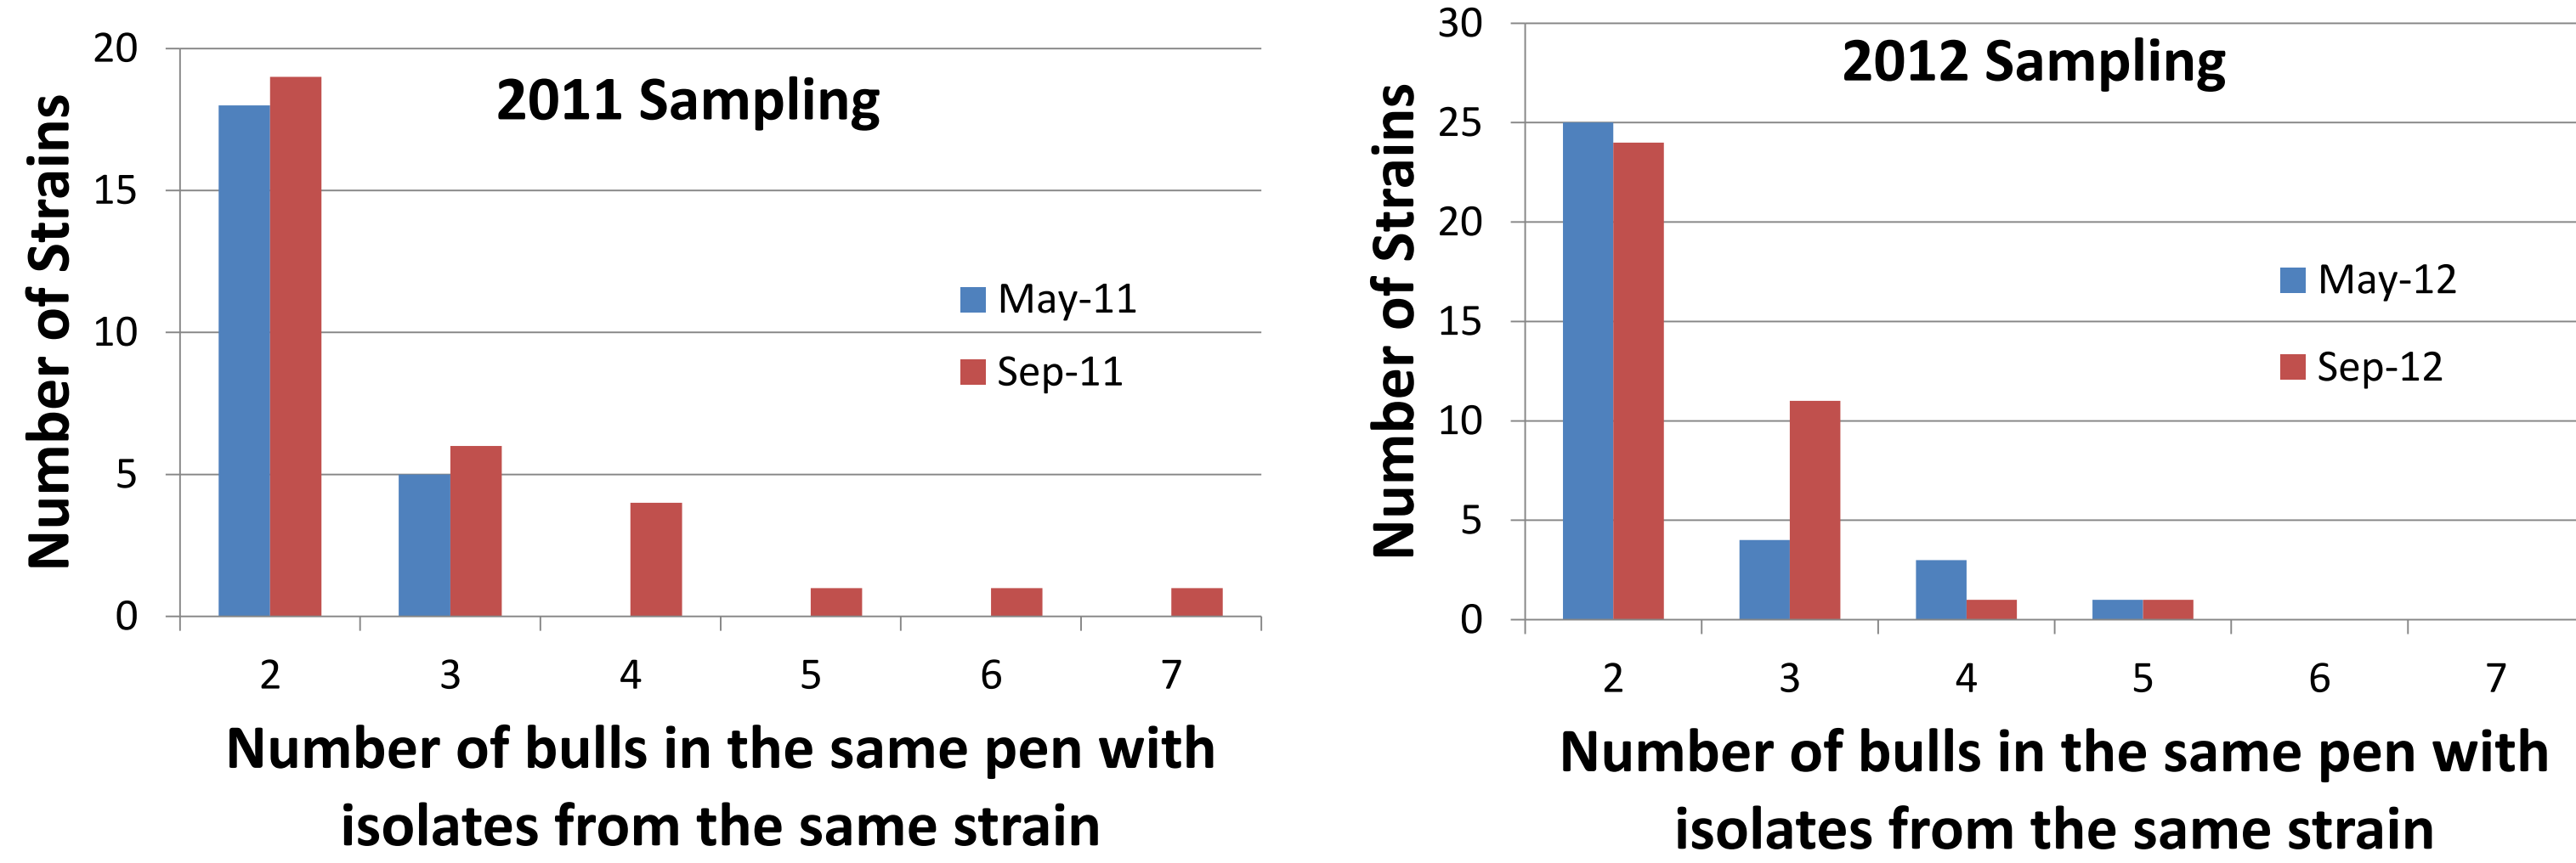 2011 Sampling
Number of Strains
20
15
10
5
0
May-11
Sep-11
2 3 4 5 6 7
Number of bulls in the same pen with
isolates from the same strain
2012 Sampling
Number of Strains
30
25
20
15
10
5
0
May-12
Sep-12
2 3 4 5 6 7
Number of bulls in the same pen with
isolates from the same strain